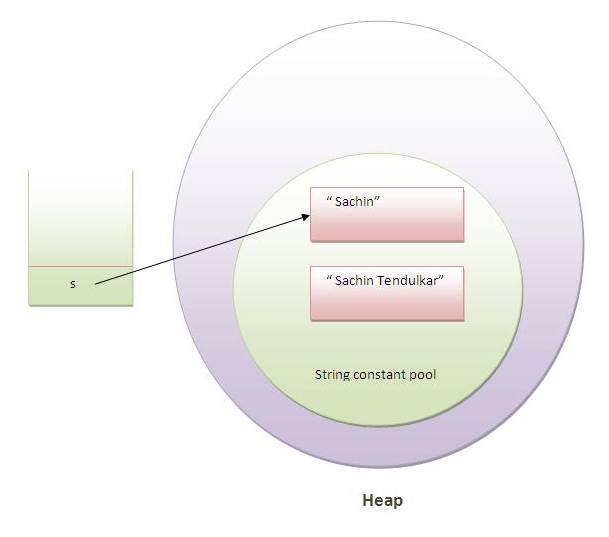 “ Sachin”
s
“ Sachin Tendulkar”
String constant pool
Heap